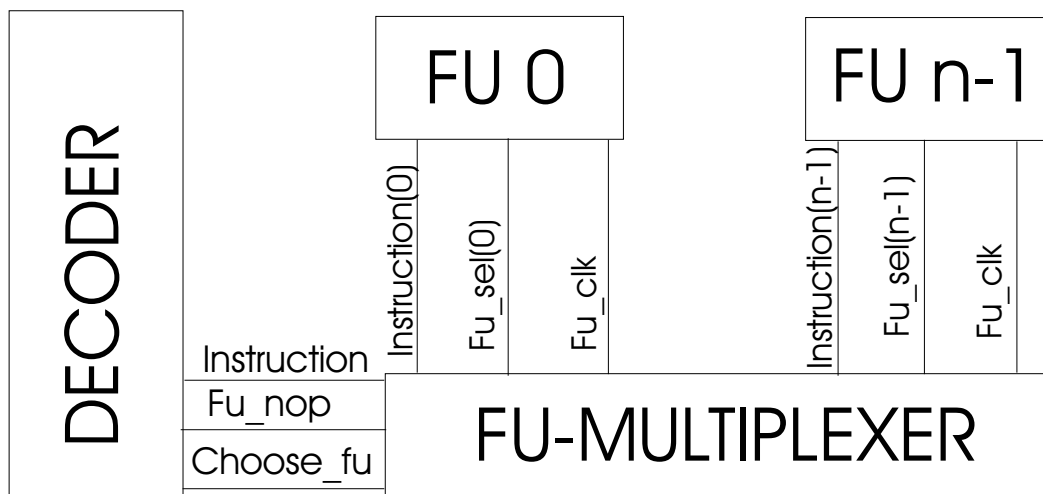 DECODER
FU 0
FU n-1
Instruction(0)
Fu_sel(0)
Fu_clk
Instruction(n-1)
Fu_sel(n-1)
Fu_clk
Instruction
Fu_nop
Choose_fu
FU-MULTIPLEXER